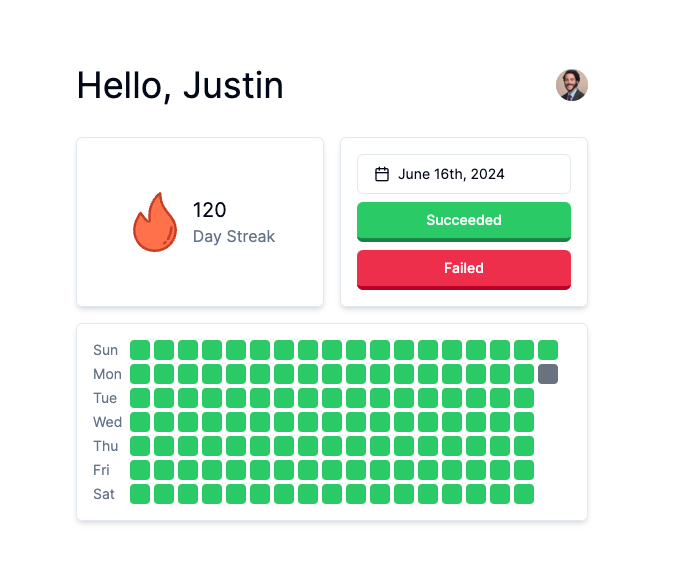 Hello, Justin
120
Day Streak
June 16th, 2024
Succeeded
Failed
Sun
Mon
Tue
Wed
Thu
Fri
Sat